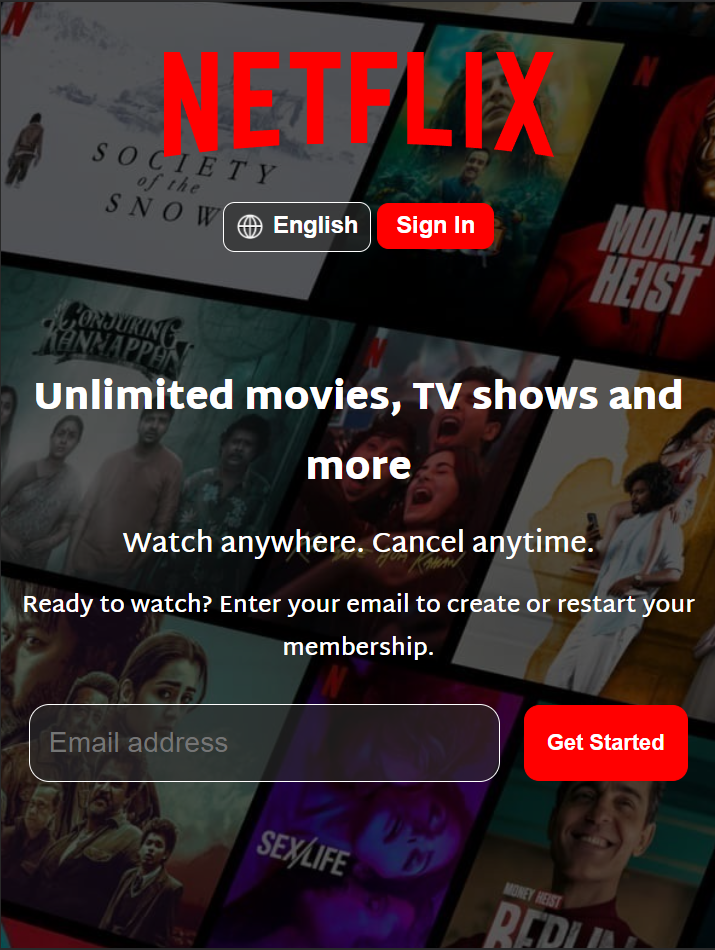 NETFLIX
SOCIETY
of the
SNOW
English
Sign In
MONEY
HEIST
CONJURING
KANNAPPAN
Unlimited movies, TV shows and
more
Watch anywhere. Cancel anytime.
Ready to watch? Enter your email to create or restart your
membership.
Email address
Get Started
SEX/LIFE
MONEY HEIST
BERLIN